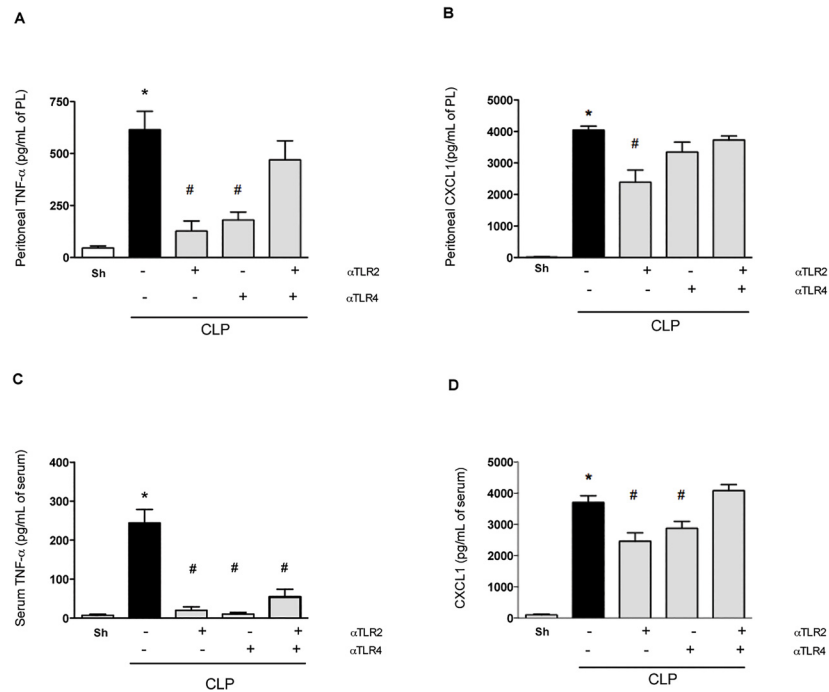 A
Peritoneal TNF-α (pg/mL of PL)
750
500
250
0
*
#
#
Sh - + - + αTLR2
- - + + αTLR4
CLP
B
Peritoneal CXCL1(pg/mL of PL)
5000
4000
3000
2000
1000
0
*
#
Sh - + - + αTLR2
- - + + αTLR4
CLP
C
Serum TNF-α (pg/mL of serum)
400
300
200
100
0
*
#
#
#
Sh - + - + αTLR2
- - + + αTLR4
CLP
D
CXCL1 (pg/mL of serum)
5000
4000
3000
2000
1000
0
*
#
#
Sh - + - + αTLR2
- - + + αTLR4
CLP